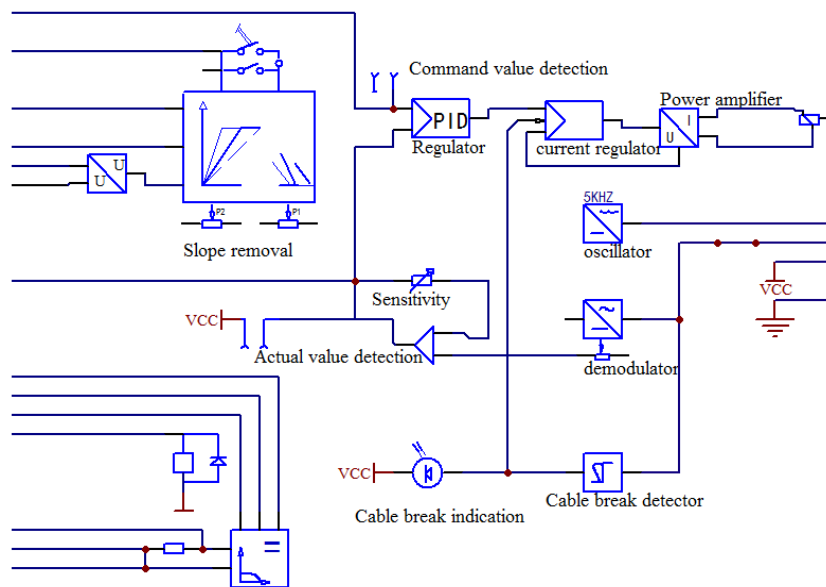 Command value detection
Power amplifier
PID
I
U
Regulator
current regulator
U
U
P2
P1
Slope removal
5KHZ
oscillator
VCC
Sensitivity
VCC
Actual value detection
demodulator
VCC
Cable break indication
Cable break detector